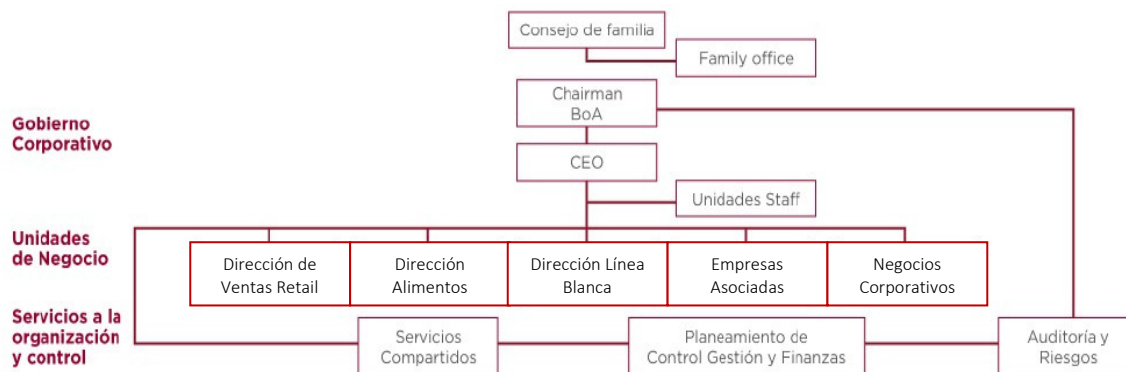 Consejo de familia
Family office
Chairman
BoA
Gobierno
Corporativo
CEO
Unidades Staff
Unidades
de Negocio
Dirección de
Ventas Retail
Dirección
Alimentos
Dirección Línea
Blanca
Empresas
Asociadas
Negocios
Corporativos
Servicios a la
organización
y control
Servicios
Compartidos
Planeamiento de
Control Gestión y Finanzas
Auditoría y
Riesgos